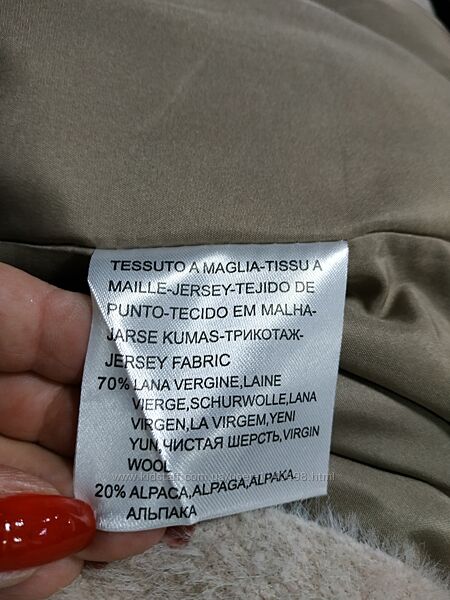 TESSUTO A MAGLIA-TISSU A
MAILLE-JERSEY-TEJIDO DE
PUNTO-TECIDO EM MALHA-
JARSE KUMAS-ТРИКОТАЖ-
JERSEY FABRIC
70% LANA VERGINE,LAINE
VIERGE,SCHURWOLLE,LANA
VIRGEN,LA VIRGEM,YENI
YUN,ЧИСТАЯ ШЕРСТЬ,VIRGIN
WOOL
20% ALPACA,ALPAGA,ALPAKA
АЛЬПАКА